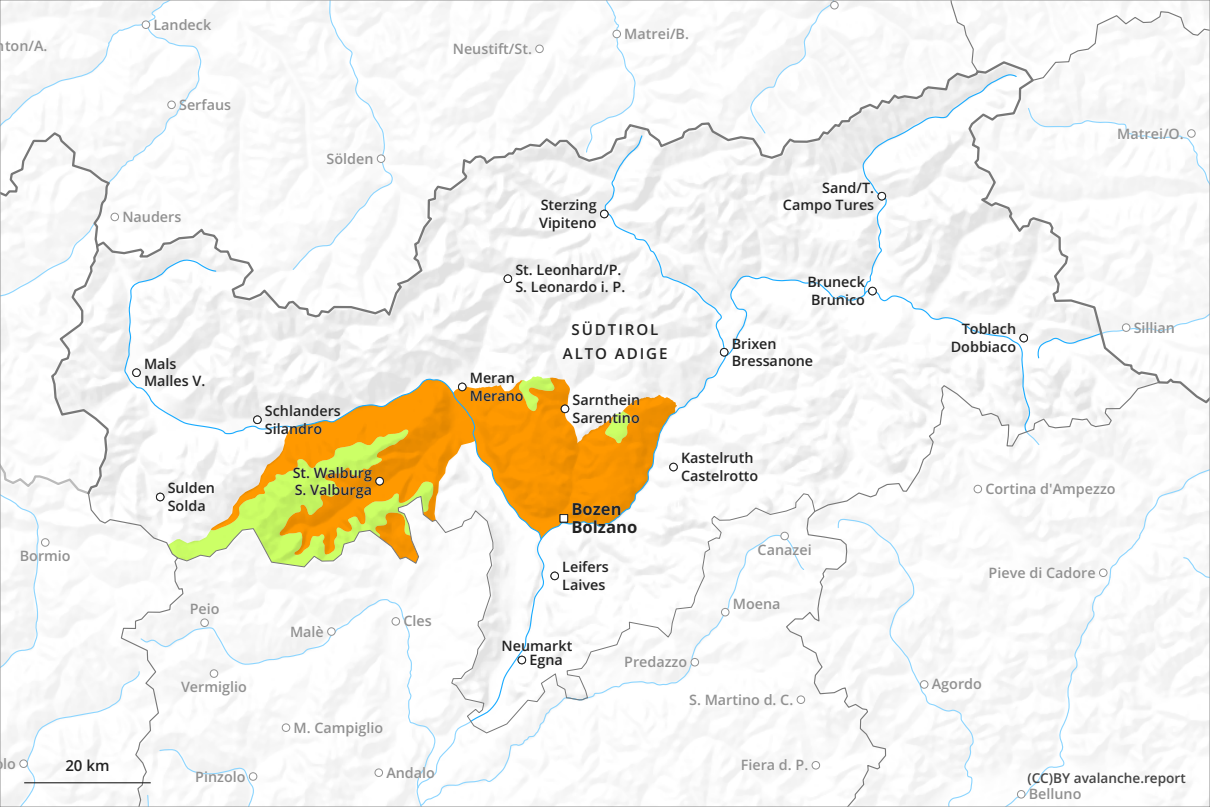 Landeck
Matrei/B.
nton/A.
Neustift/St.
Serfaus
Matrei/O.
Sölden
Sand/T.
Campo Tures
Sterzing
Vipiteno
Nauders
St. Leonhard/P.
S. Leonardo i. P.
Bruneck
Brunico
SÜDTIROL
ALTO ADIGE
Toblach
Dobbiaco
Sillian
Brixen
Bressanone
Mals
Malles V.
Meran
Merano
Sarnthein
Sarentino
Schlanders
Silandro
Kastelruth
Castelrotto
St. Walburg
S. Valburga
Sulden
Solda
Cortina d'Ampezzo
Bozen
Bolzano
Bormio
Canazei
Leifers
Laives
Pieve di Cadore
Peio
Moena
Malè
Cles
Neumarkt
Egna
Predazzo
Vermiglio
Agordo
S. Martino d. C.
M. Campiglio
olo
20 km
Pinzolo
Andalo
Fiera d. P.
(CC)BY avalanche.report
Belluno